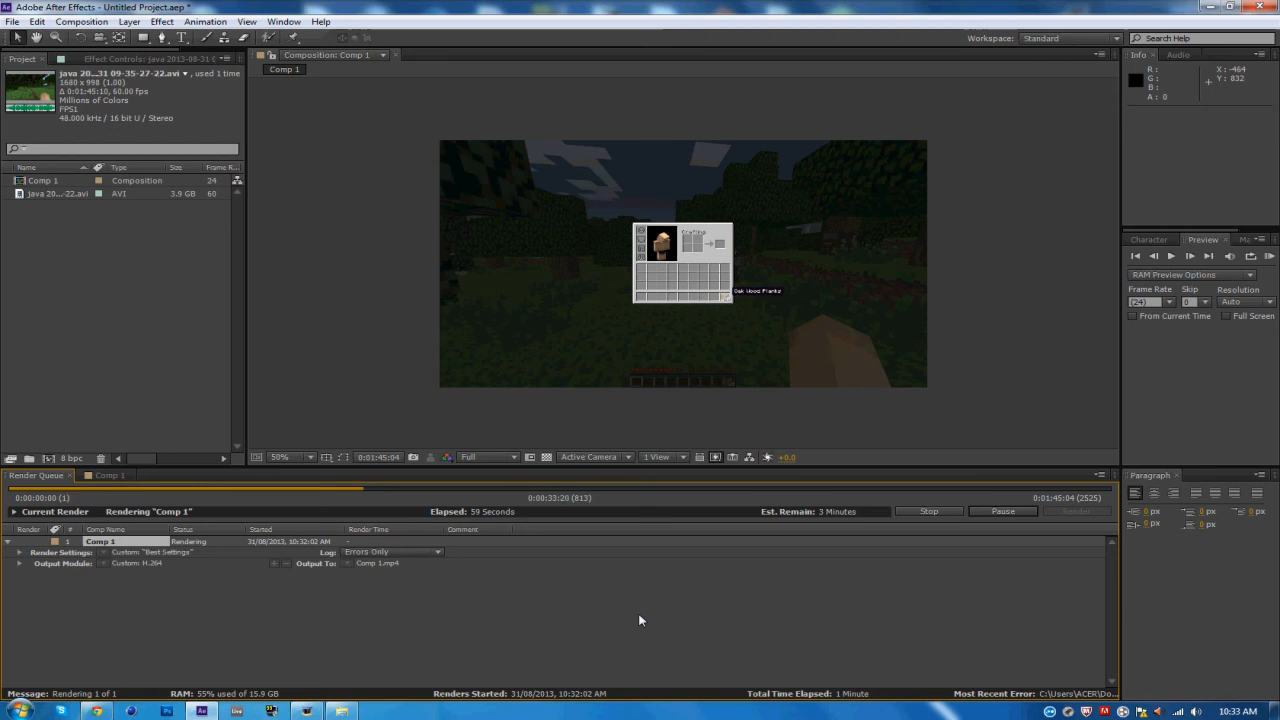 Adobe After Effects - Untitled Project.aep *
File Edit Composition Layer Effect Animation View Window Help
Workspace: Standard Search Help
Project Effect Controls: java 2013-08-31 0 Composition: Comp 1 Info Audio
Comp 1
java 20...31 09-35-27-22.avi ▾, used 1 time
1680 x 998 (1.00)
Δ 0:01:45:10, 60.00 fps
Millions of Colors
FPS1
48.000 kHz / 16 bit U / Stereo
R :
G :
B :
A : 0
X : -464
Y : 832
Name Type Size Frame R...
Comp 1 Composition 24
java 20...-22.avi AVI 3.9 GB 60
Crafting
Oak Wood Planks
Character Preview Ma
RAM Preview Options
Frame Rate Skip Resolution
(24) 0 Auto
From Current Time Full Screen
8 bpc
50% 0:01:45:04 Full Active Camera 1 View +0.0
Render Queue Comp 1
0:00:00:00 (1) 0:00:33:20 (813) 0:01:45:04 (2525)
Current Render Rendering "Comp 1" Elapsed: 59 Seconds Est. Remain: 3 Minutes Stop Pause Render
Render # Comp Name Status Started Render Time Comment
1 Comp 1 Rendering 31/08/2013, 10:32:02 AM -
Render Settings: Custom: "Best Settings" Log: Errors Only
Output Module: Custom: H.264 Output To: Comp 1.mp4
Paragraph
0 px 0 px 0 px
0 px 0 px
Message: Rendering 1 of 1 RAM: 55% used of 15.9 GB Renders Started: 31/08/2013, 10:32:02 AM Total Time Elapsed: 1 Minute Most Recent Error: C:\Users\ACER\Do...
10:33 AM